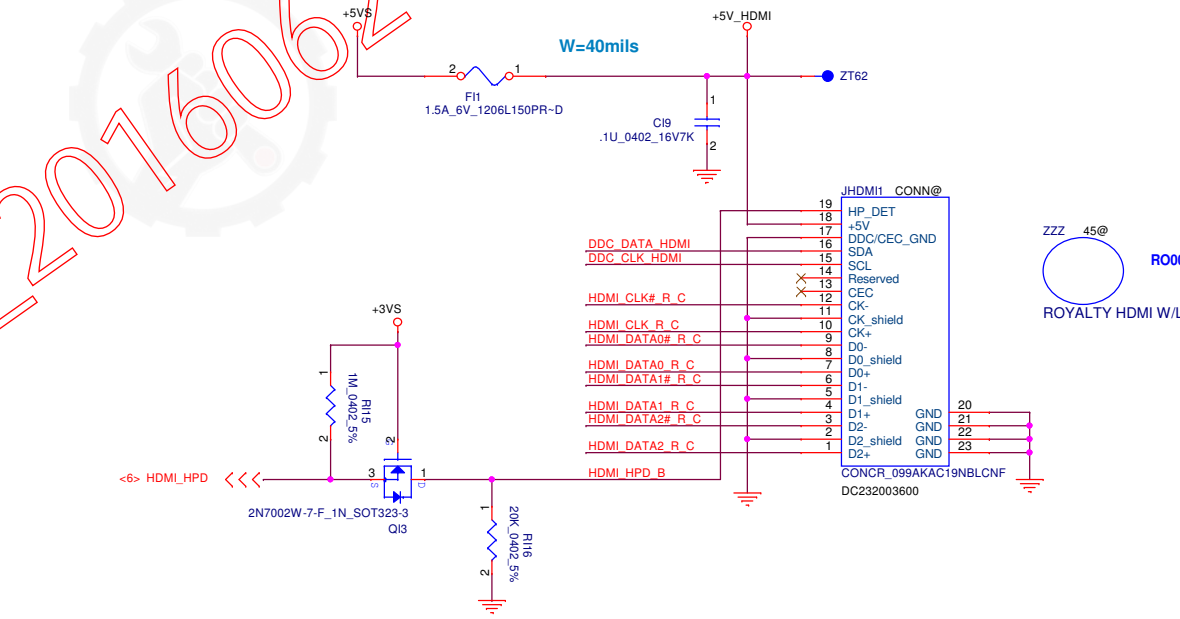 +5VS
+5V_HDMI
W=40mils
2
1
ZT62
FI1
1.5A_6V_1206L150PR~D
1
CI9
.1U_0402_16V7K
2
_20160602
JHDMI1 CONN@
19 HP_DET
18 +5V
17 DDC/CEC_GND
DDC_DATA_HDMI 16 SDA
DDC_CLK_HDMI 15 SCL
14 Reserved
13 CEC
HDMI_CLK#_R_C 12 CK-
11 CK_shield
HDMI_CLK_R_C 10 CK+
HDMI_DATA0#_R_C 9 D0-
8 D0_shield
HDMI_DATA0_R_C 7 D0+
HDMI_DATA1#_R_C 6 D1-
5 D1_shield
HDMI_DATA1_R_C 4 D1+ GND 20
HDMI_DATA2#_R_C 3 D2- GND 21
2 D2_shield GND 22
HDMI_DATA2_R_C 1 D2+ GND 23
CONCR_099AKAC19NBLCNF
DC232003600
ZZZ 45@
RO00
ROYALTY HDMI W/L
+3VS
1
RI15
1M_0402_5%
2
2
G
<6> HDMI_HPD
3
S
1
D
HDMI_HPD_B
2N7002W-7-F_1N_SOT323-3
QI3
1
RI16
20K_0402_5%
2